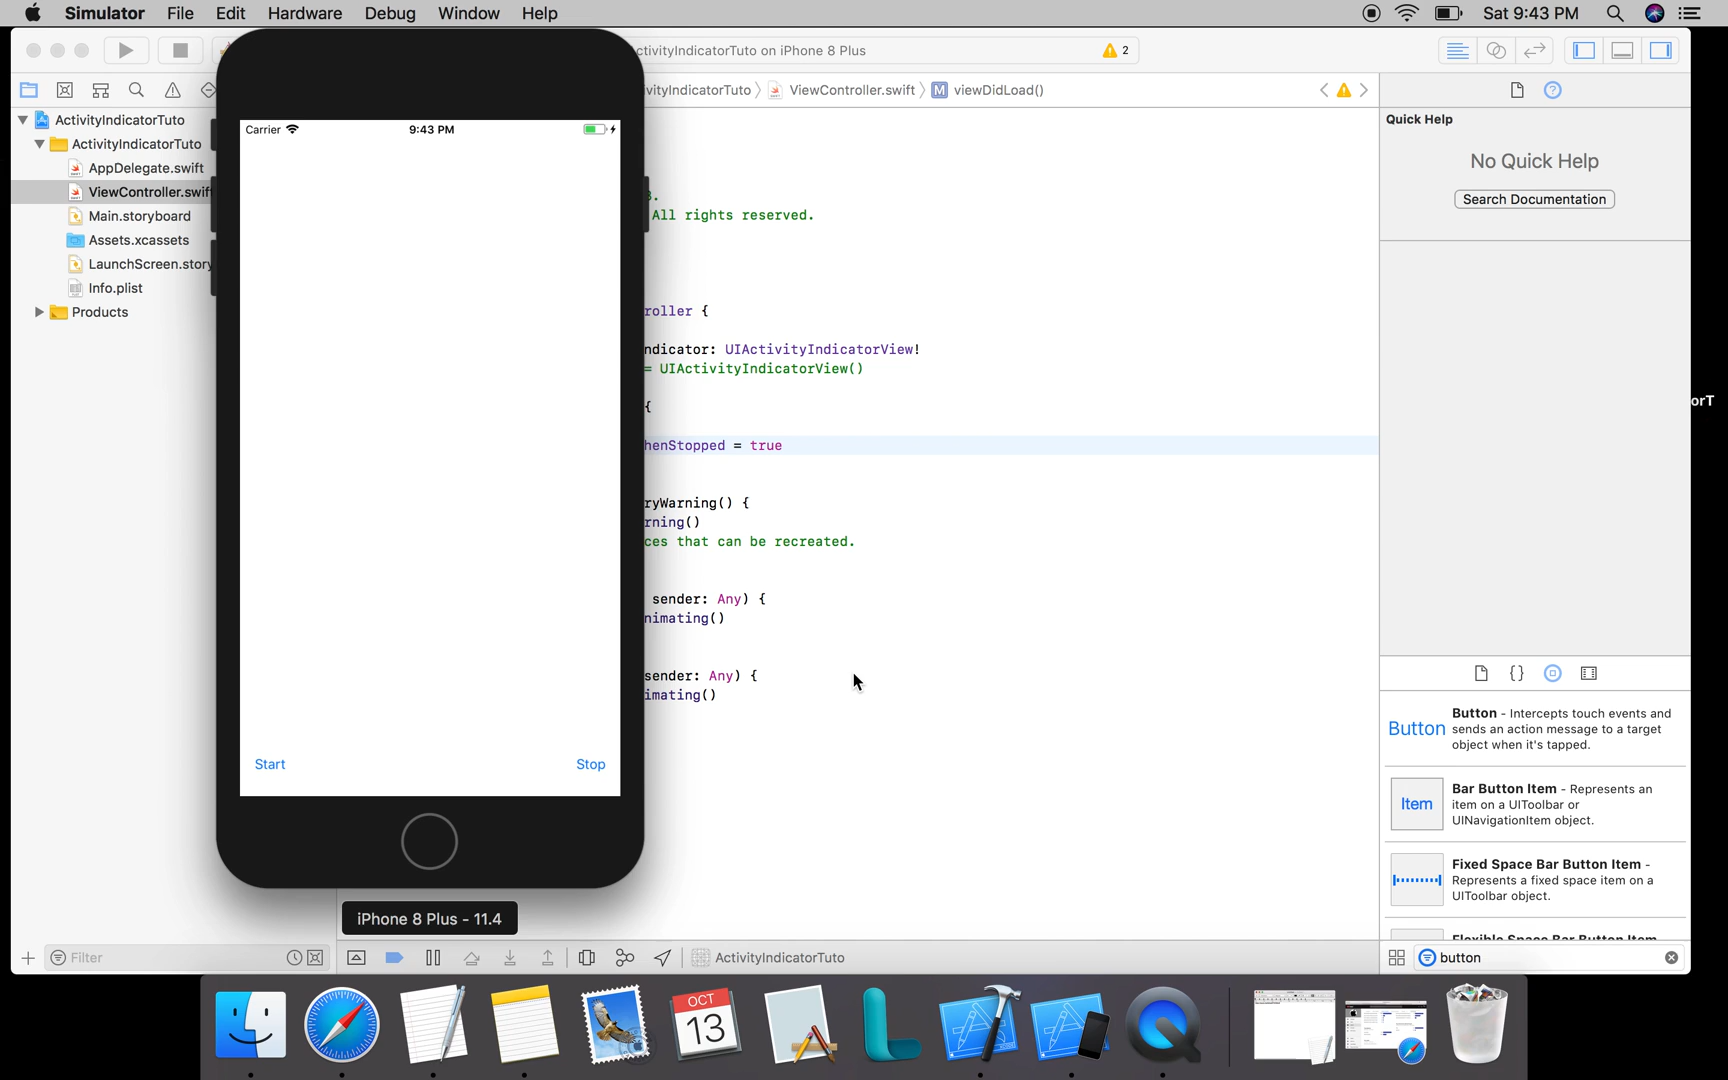 Simulator File Edit Hardware Debug Window Help Sat 9:43 PM
ctivityIndicatorTuto on iPhone 8 Plus 2
ivityIndicatorTuto ViewController.swift M viewDidLoad()
ActivityIndicatorTuto
ActivityIndicatorTuto
AppDelegate.swift
ViewController.swift
Main.storyboard
Assets.xcassets
LaunchScreen.story
Info.plist
Products
Carrier 9:43 PM
Start Stop
iPhone 8 Plus - 11.4
All rights reserved.
roller {
ndicator: UIActivityIndicatorView!
= UIActivityIndicatorView()
{
henStopped = true
ryWarning() {
rning()
ces that can be recreated.
sender: Any) {
nimating()
sender: Any) {
imating()
Quick Help
No Quick Help
Search Documentation
orT
Button
Button - Intercepts touch events and
sends an action message to a target
object when it's tapped.
Item
Bar Button Item - Represents an
item on a UIToolbar or
UINavigationItem object.
Fixed Space Bar Button Item -
Represents a fixed space item on a
UIToolbar object.
Flexible Space Bar Button Item
Filter
ActivityIndicatorTuto
button
OCT
13